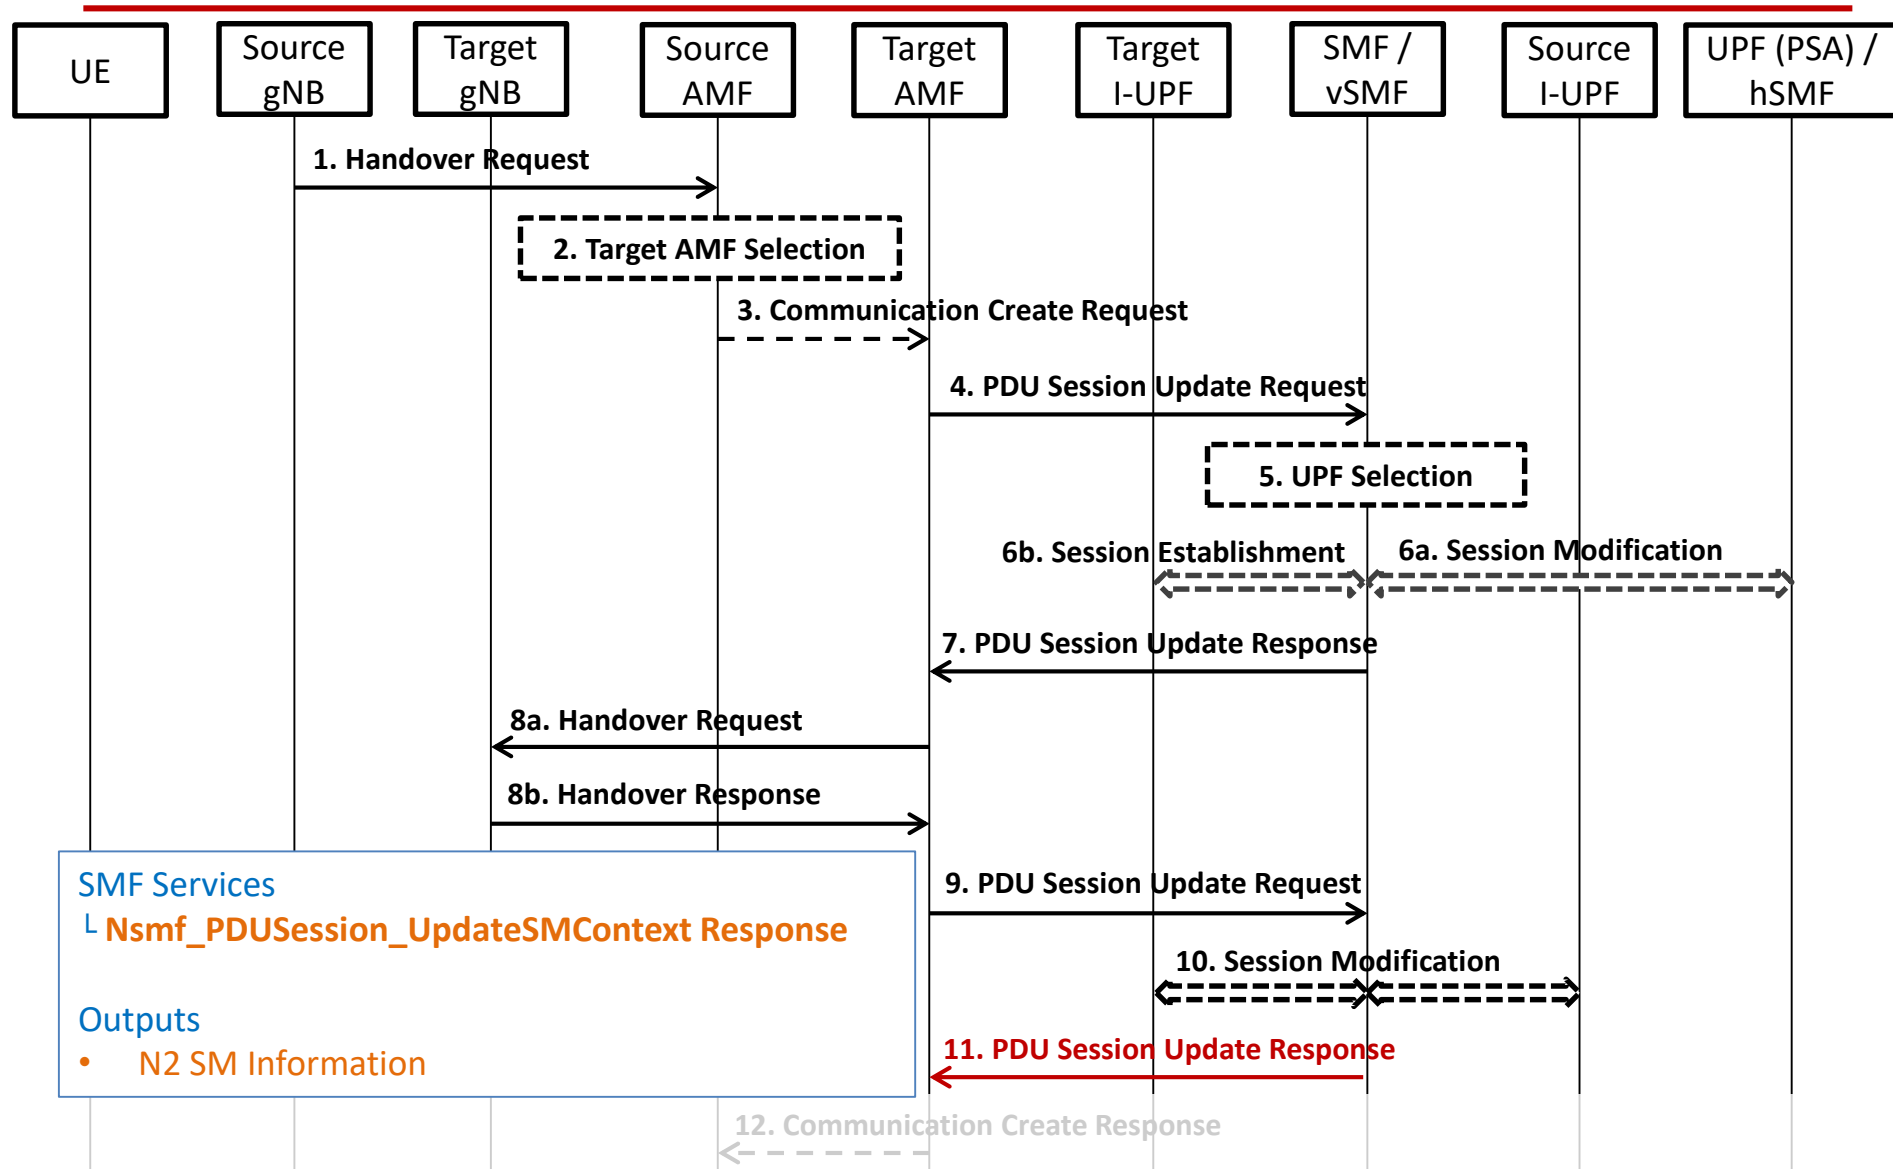 UE
Source
gNB
Target
gNB
Source
AMF
Target
AMF
Target
I-UPF
SMF /
vSMF
Source
I-UPF
UPF (PSA) /
hSMF
1. Handover Request
2. Target AMF Selection
3. Communication Create Request
4. PDU Session Update Request
5. UPF Selection
6b. Session Establishment
6a. Session Modification
7. PDU Session Update Response
8a. Handover Request
8b. Handover Response
SMF Services
└ Nsmf_PDUSession_UpdateSMContext Response
Outputs
• N2 SM Information
9. PDU Session Update Request
10. Session Modification
11. PDU Session Update Response
12. Communication Create Response